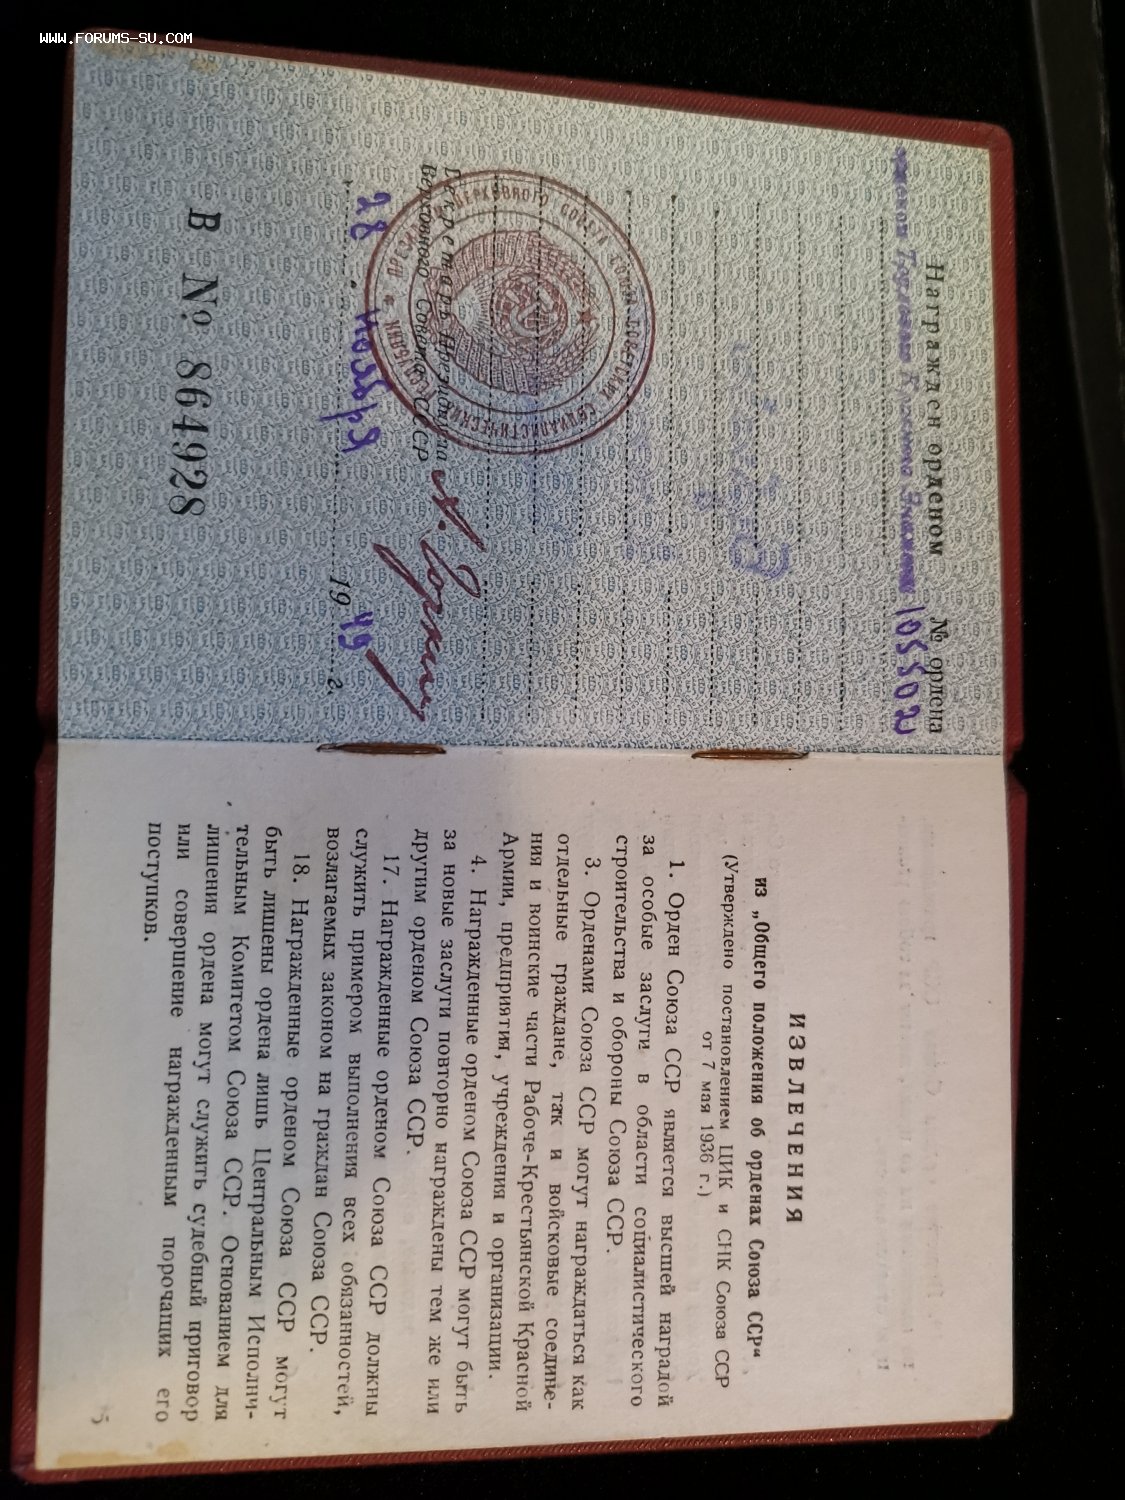 WWW.FORUMS-SU.COM
Награжден орденом № ордена
Трудового Красного Знамени 105502
Секретарь Президиума
Верховного Совета СССР
28 ноября 1949 г.
В № 864928
ИЗВЛЕЧЕНИЯ
из „Общего положения об орденах Союза ССР“
(Утверждено постановлением ЦИК и СНК Союза ССР
от 7 мая 1936 г.)
1. Орден Союза ССР является высшей наградой
за особые заслуги в области социалистического
строительства и обороны Союза ССР.
3. Орденами Союза ССР могут награждаться как
отдельные граждане, так и войсковые соедине-
ния и воинские части Рабоче-Крестьянской Красной
Армии, предприятия, учреждения и организации.
4. Награжденные орденом Союза ССР могут быть
за новые заслуги повторно награждены тем же или
другим орденом Союза ССР.
17. Награжденные орденом Союза ССР должны
служить примером выполнения всех обязанностей,
возлагаемых законом на граждан Союза ССР.
18. Награжденные орденом Союза ССР могут
быть лишены ордена лишь Центральным Исполни-
тельным Комитетом Союза ССР. Основанием для
лишения ордена могут служить судебный приговор
или совершение награжденным порочащих его
поступков.
5